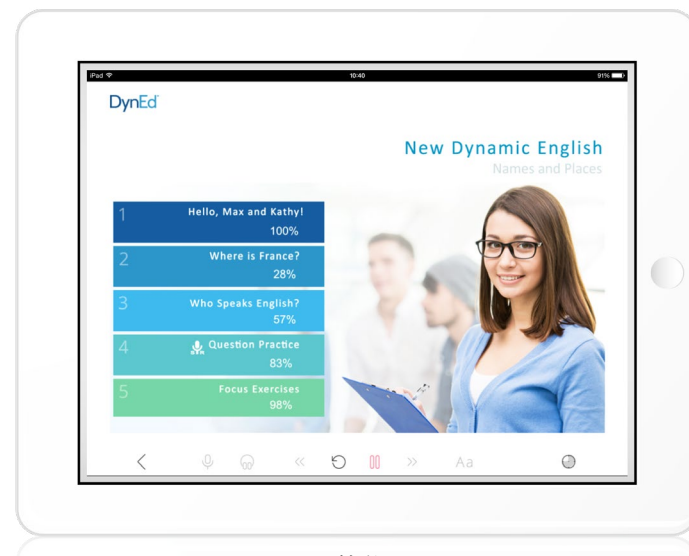 iPad 10:40 91%
DynEd
New Dynamic English
Names and Places
1 Hello, Max and Kathy!
100%
2 Where is France?
28%
3 Who Speaks English?
57%
4 Question Practice
83%
5 Focus Exercises
98%
Aa